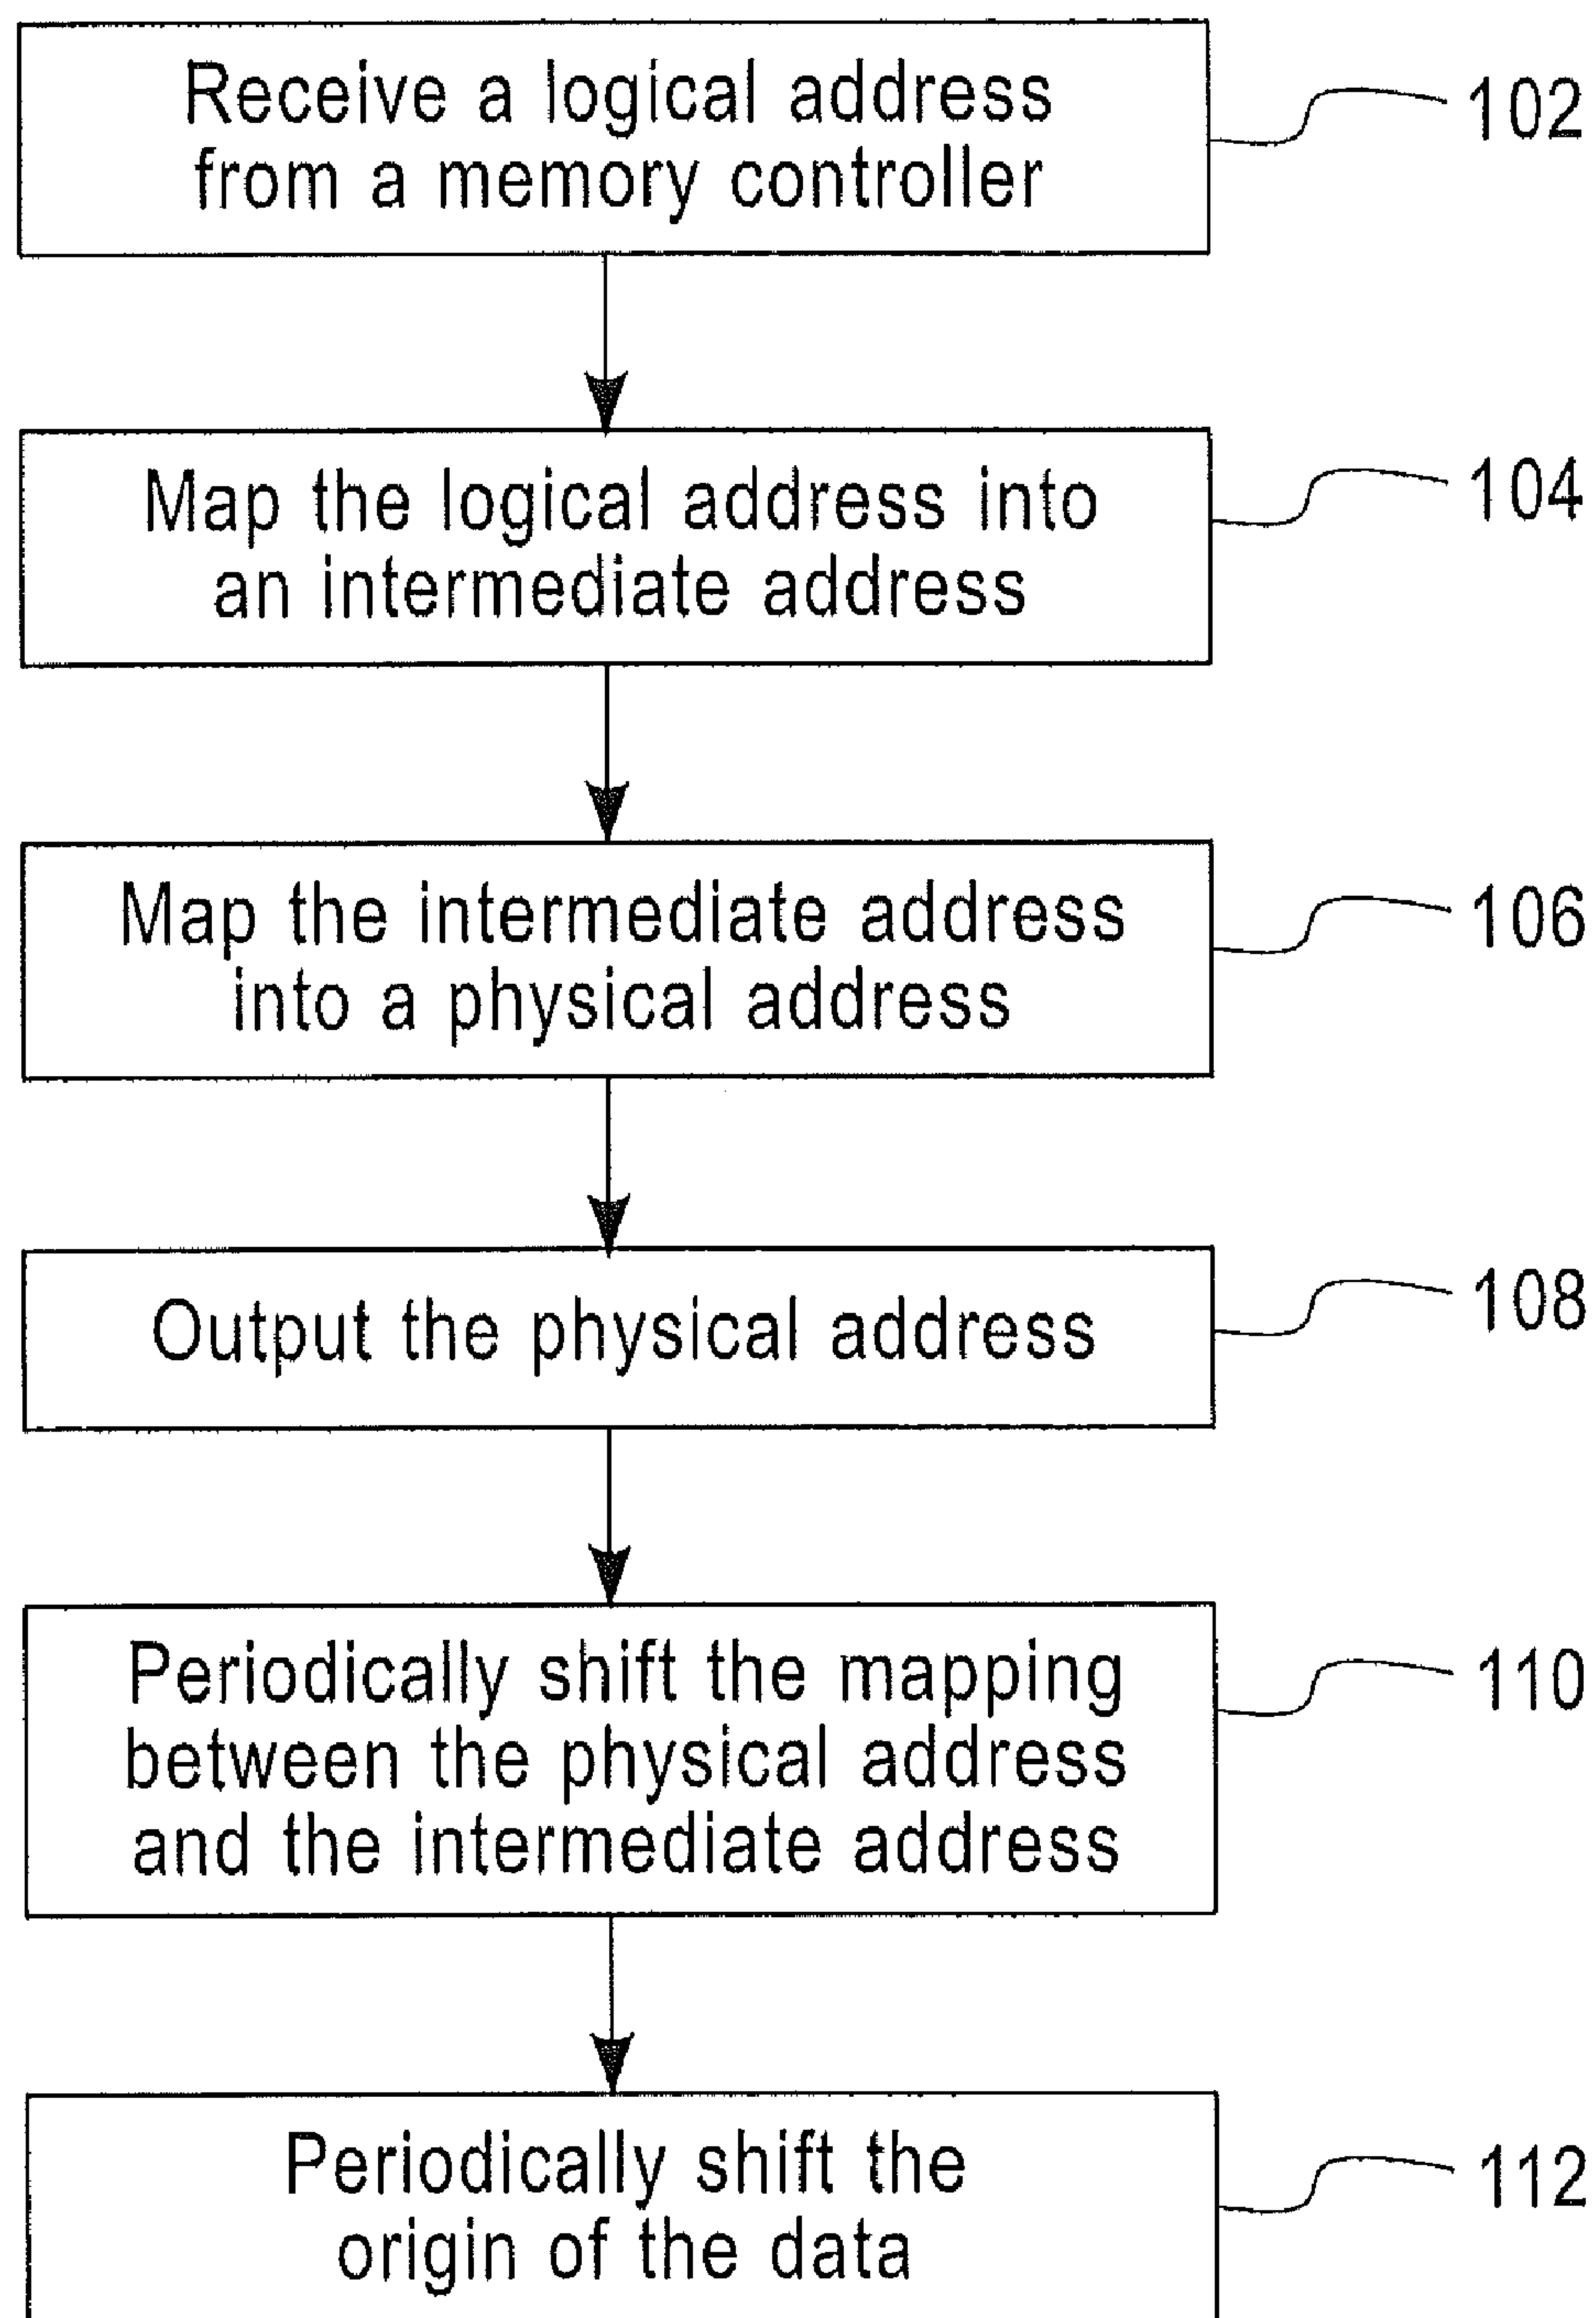 Receive a logical address
from a memory controller
102
Map the logical address into
an intermediate address
104
Map the intermediate address
into a physical address
106
Output the physical address
108
Periodically shift the mapping
between the physical address
and the intermediate address
110
Periodically shift the
origin of the data
112